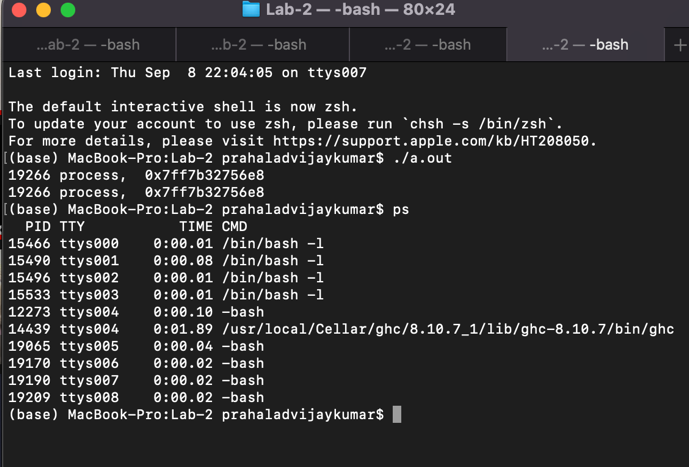 Lab-2 — -bash — 80×24
...ab-2 — -bash ...b-2 — -bash ...-2 — -bash ...-2 — -bash +
Last login: Thu Sep  8 22:04:05 on ttys007
The default interactive shell is now zsh.
To update your account to use zsh, please run `chsh -s /bin/zsh`.
For more details, please visit https://support.apple.com/kb/HT208050.
[(base) MacBook-Pro:Lab-2 prahaladvijaykumar$ ./a.out
19266 process,  0x7ff7b32756e8
19266 process,  0x7ff7b32756e8
[(base) MacBook-Pro:Lab-2 prahaladvijaykumar$ ps
  PID TTY           TIME CMD
15466 ttys000    0:00.01 /bin/bash -l
15490 ttys001    0:00.08 /bin/bash -l
15496 ttys002    0:00.01 /bin/bash -l
15533 ttys003    0:00.01 /bin/bash -l
12273 ttys004    0:00.10 -bash
14439 ttys004    0:01.89 /usr/local/Cellar/ghc/8.10.7_1/lib/ghc-8.10.7/bin/ghc
19065 ttys005    0:00.04 -bash
19170 ttys006    0:00.02 -bash
19190 ttys007    0:00.02 -bash
19209 ttys008    0:00.02 -bash
(base) MacBook-Pro:Lab-2 prahaladvijaykumar$